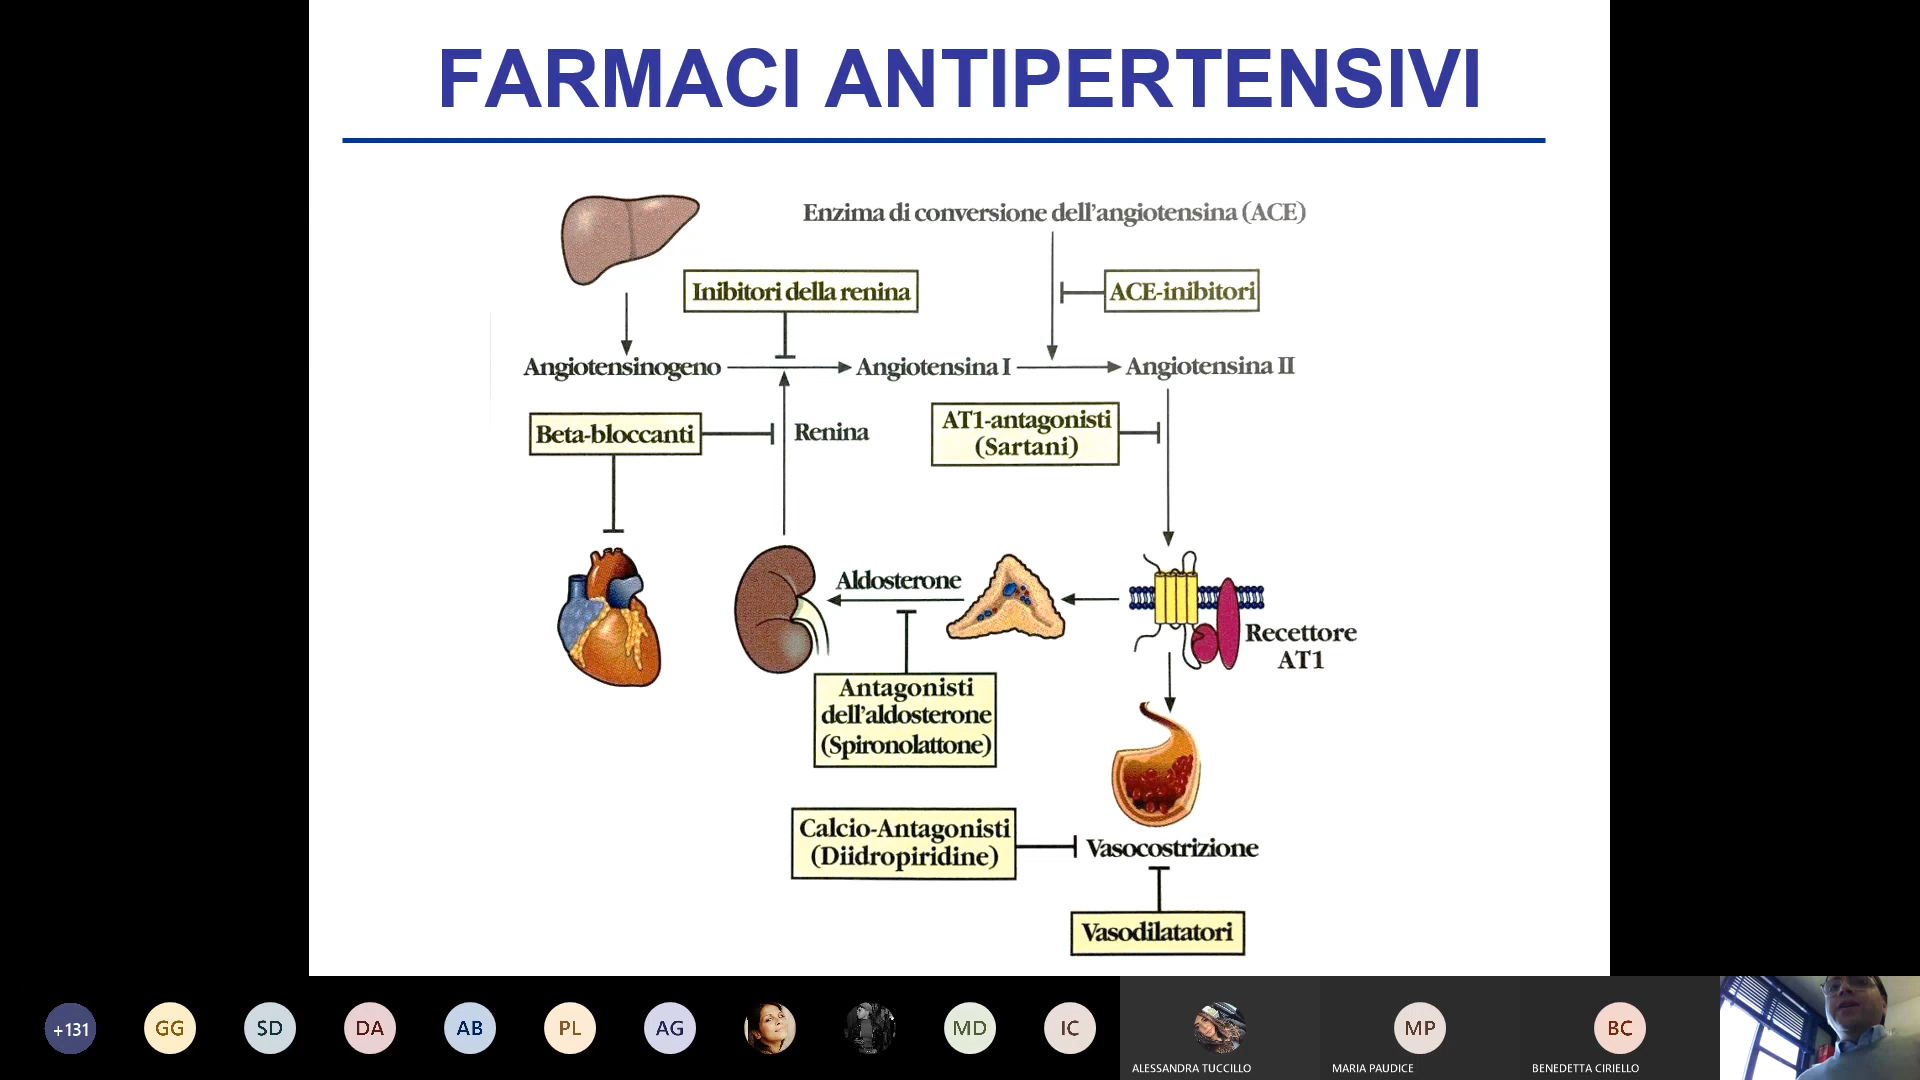 FARMACI ANTIPERTENSIVI
Enzima di conversione dell'angiotensina (ACE)
Inibitori della renina
ACE-inibitori
Angiotensinogeno
Angiotensina I
Angiotensina II
Beta-bloccanti
Renina
AT1-antagonisti
(Sartani)
Aldosterone
Recettore
AT1
Antagonisti
dell'aldosterone
(Spironolattone)
Calcio-Antagonisti
(Diidropiridine)
Vasocostrizione
Vasodilatatori
+131
GG
SD
DA
AB
PL
AG
MD
IC
ALESSANDRA TUCCILLO
MP
MARIA PAUDICE
BC
BENEDETTA CIRIELLO